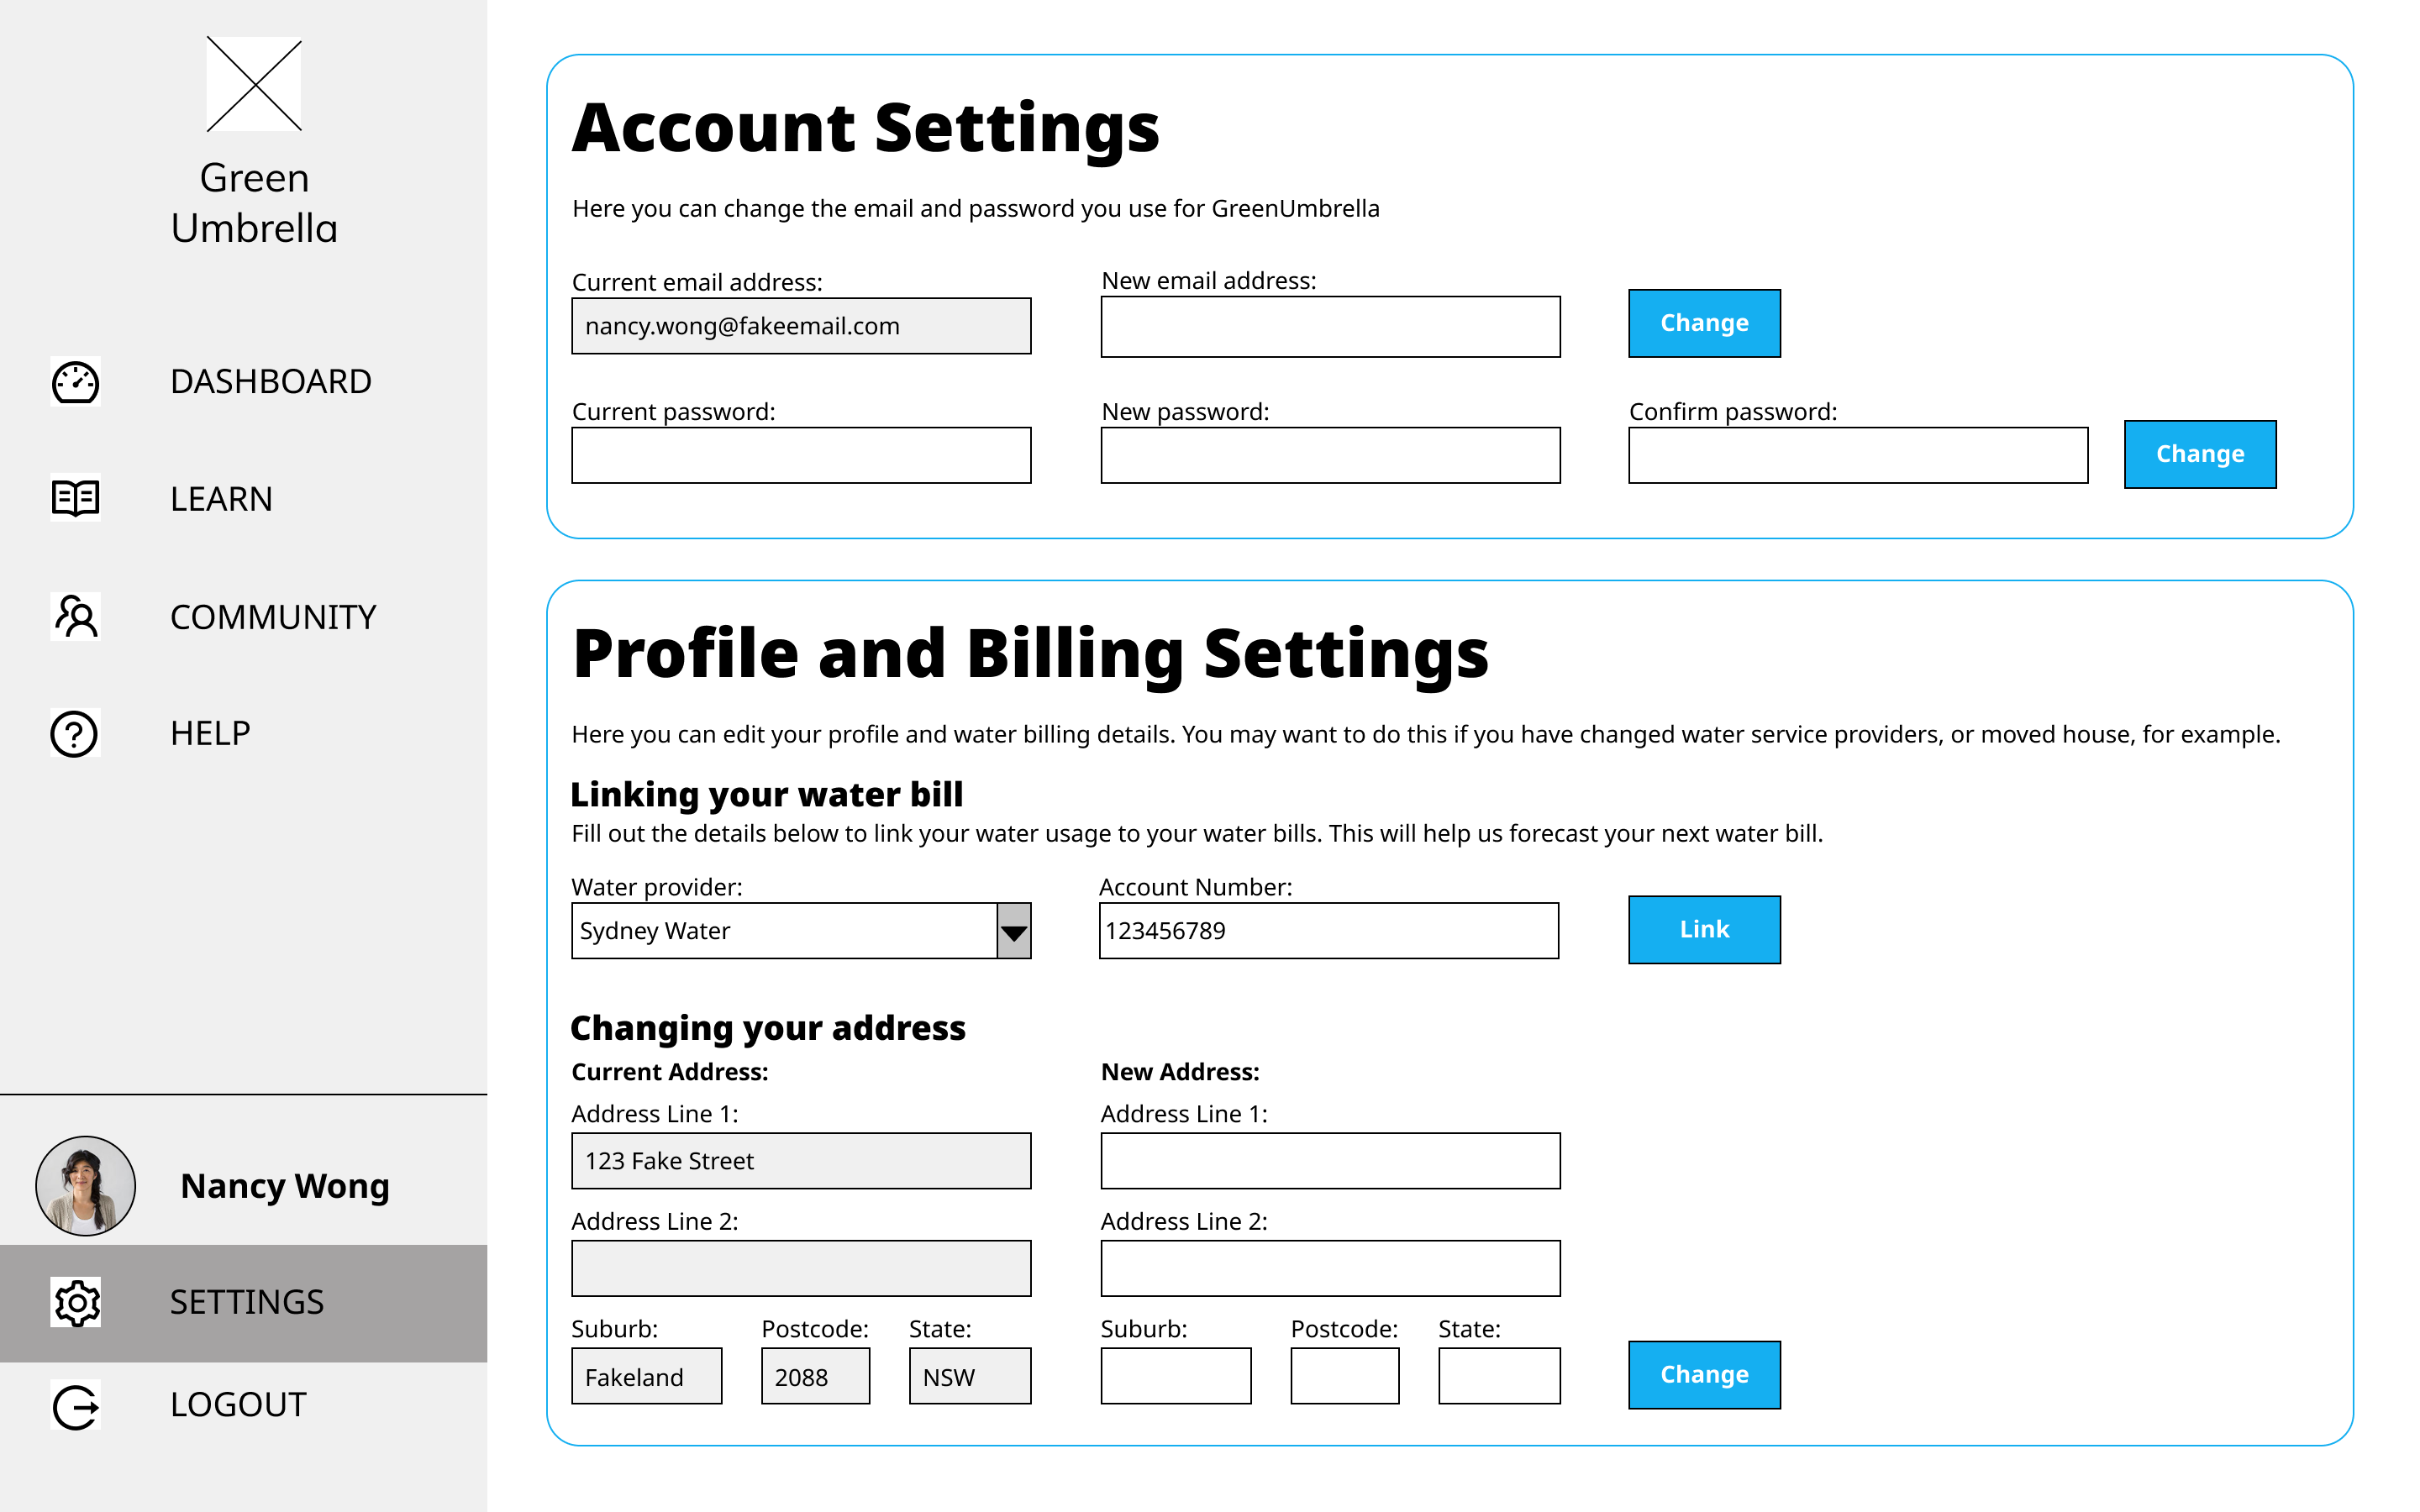 Green
Umbrella
DASHBOARD
LEARN
COMMUNITY
HELP
Nancy Wong
SETTINGS
LOGOUT
Account Settings
Here you can change the email and password you use for GreenUmbrella
Current email address:
New email address:
nancy.wong@fakeemail.com
Change
Current password:
New password:
Confirm password:
Change
Profile and Billing Settings
Here you can edit your profile and water billing details. You may want to do this if you have changed water service providers, or moved house, for example.
Linking your water bill
Fill out the details below to link your water usage to your water bills. This will help us forecast your next water bill.
Water provider:
Account Number:
Sydney Water
123456789
Link
Changing your address
Current Address:
New Address:
Address Line 1:
Address Line 1:
123 Fake Street
Address Line 2:
Address Line 2:
Suburb: Postcode: State:
Suburb: Postcode: State:
Fakeland 2088 NSW
Change